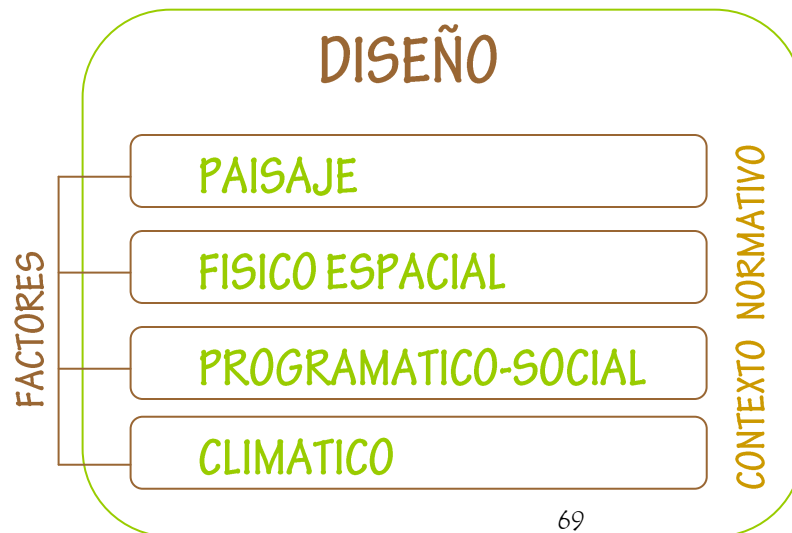 DISEÑO
PAISAJE
FISICO ESPACIAL
PROGRAMATICO-SOCIAL
CLIMATICO
FACTORES
CONTEXTO NORMATIVO
69